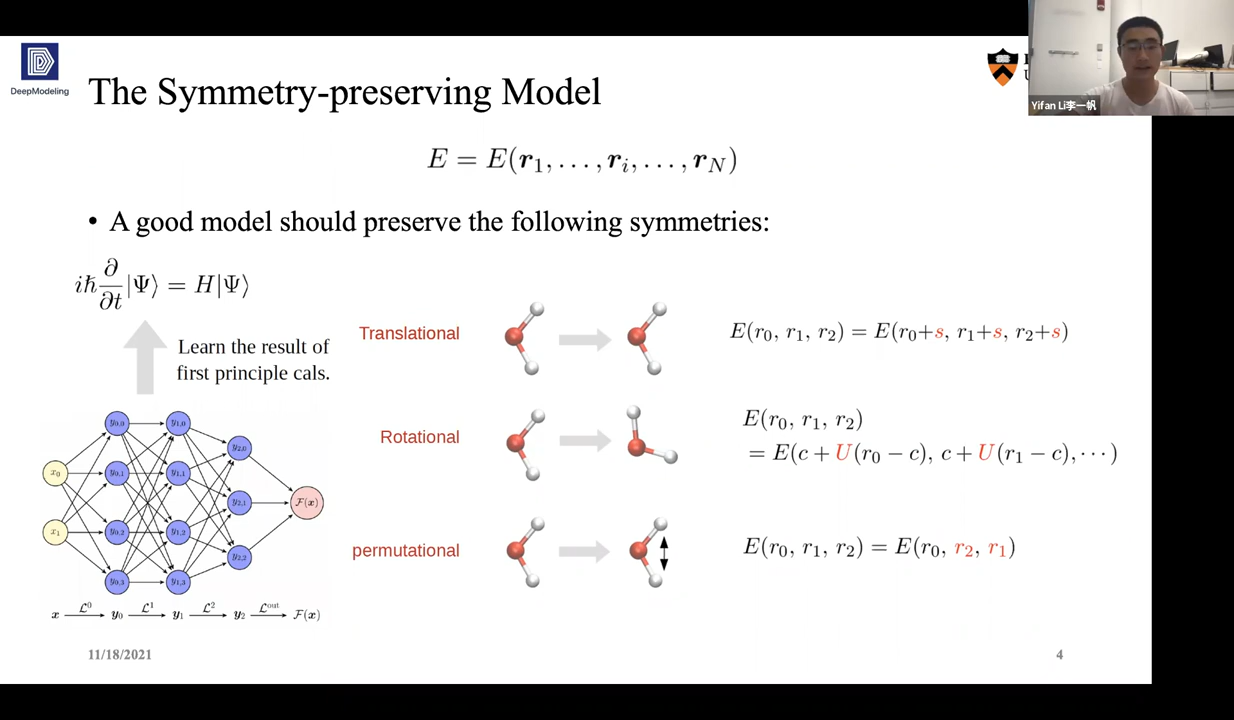 DeepModeling
The Symmetry-preserving Model
U
Yifan Li李一帆
E = E(r₁, . . . , rᵢ, . . . , r_N)
• A good model should preserve the following symmetries:
iħ ∂/∂t |Ψ⟩ = H|Ψ⟩
Learn the result of
first principle cals.
Translational
E(r₀, r₁, r₂) = E(r₀+s, r₁+s, r₂+s)
Rotational
E(r₀, r₁, r₂)
= E(c + U(r₀ − c), c + U(r₁ − c), · · · )
permutational
E(r₀, r₁, r₂) = E(r₀, r₂, r₁)
x₀
x₁
y₀,₀
y₀,₁
y₀,₂
y₀,₃
y₁,₀
y₁,₁
y₁,₂
y₁,₃
y₂,₀
y₂,₁
y₂,₂
F(x)
x L⁰ y₀ L¹ y₁ L² y₂ Lᵒᵘᵗ F(x)
11/18/2021
4